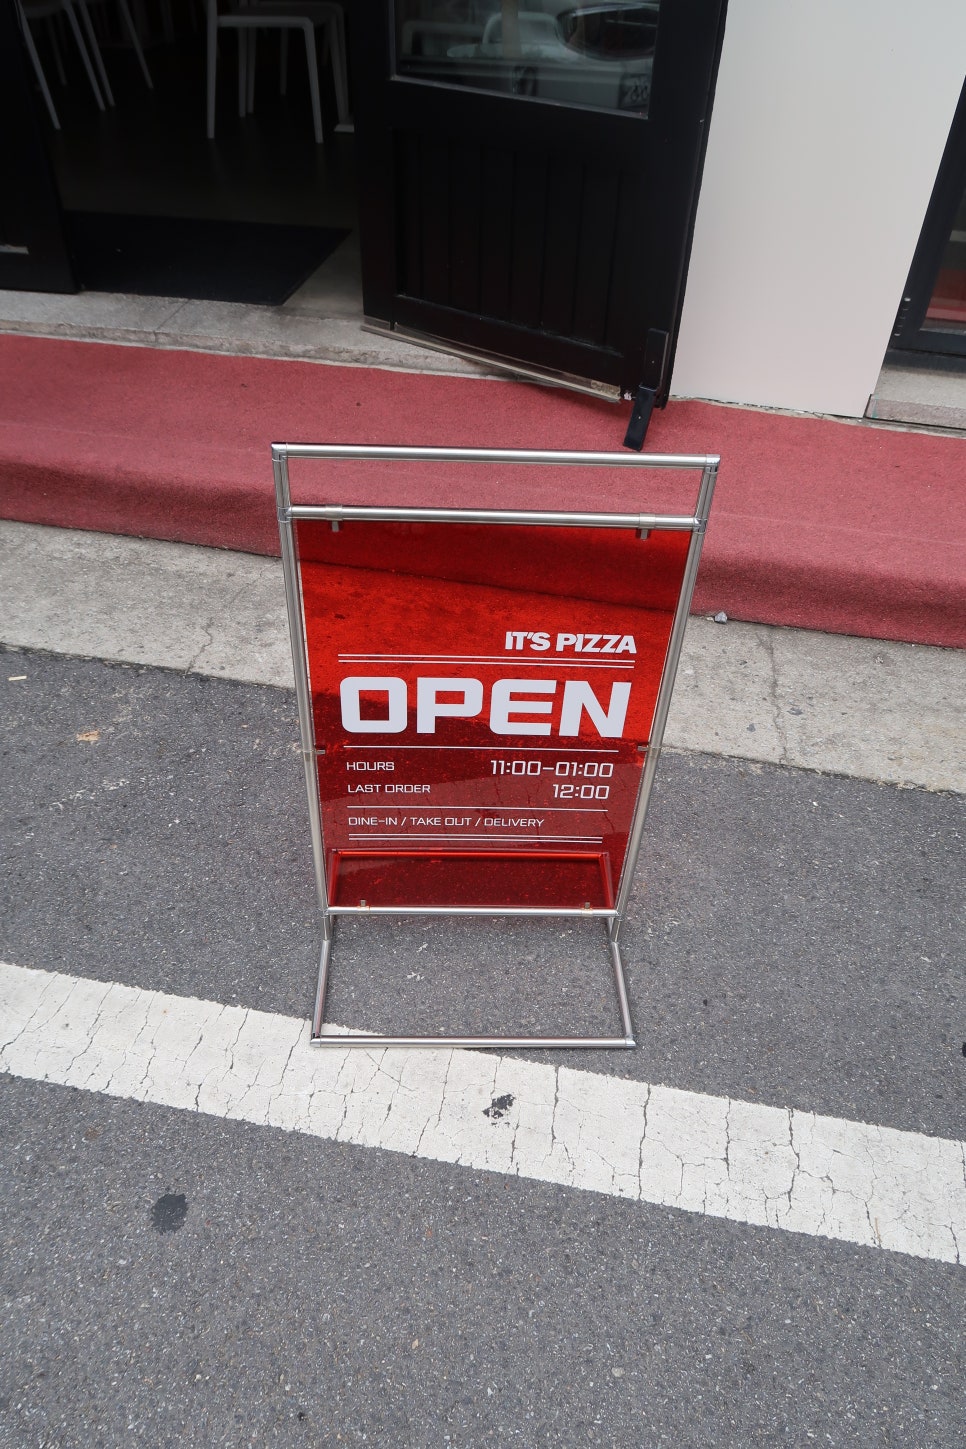 IT'S PIZZA
OPEN
HOURS 11:00-01:00
LAST ORDER 12:00
DINE-IN / TAKE OUT / DELIVERY